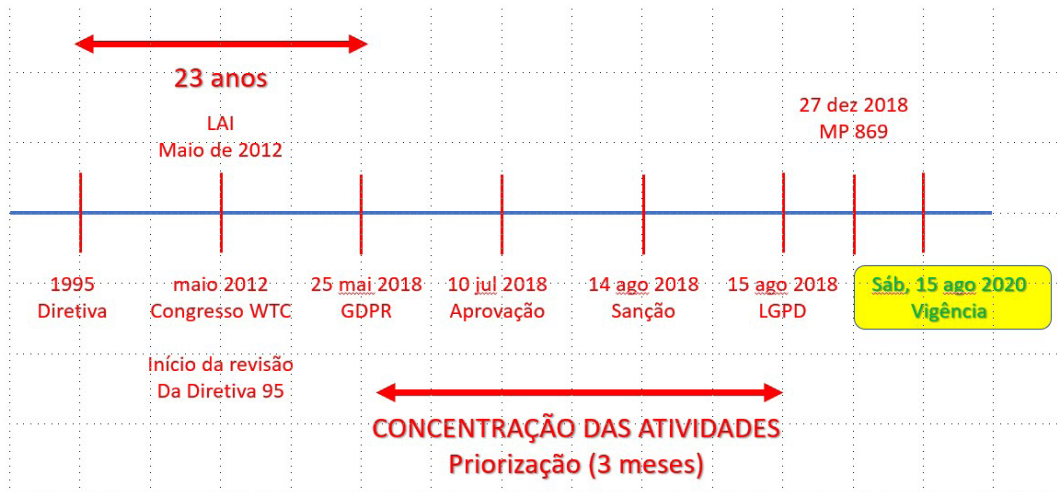 23 anos
LAI
Maio de 2012
27 dez 2018
MP 869
1995
Diretiva
maio 2012
Congresso WTC
Início da revisão
Da Diretiva 95
25 mai 2018
GDPR
10 jul 2018
Aprovação
14 ago 2018
Sanção
15 ago 2018
LGPD
Sáb, 15 ago 2020
Vigência
CONCENTRAÇÃO DAS ATIVIDADES
Priorização (3 meses)